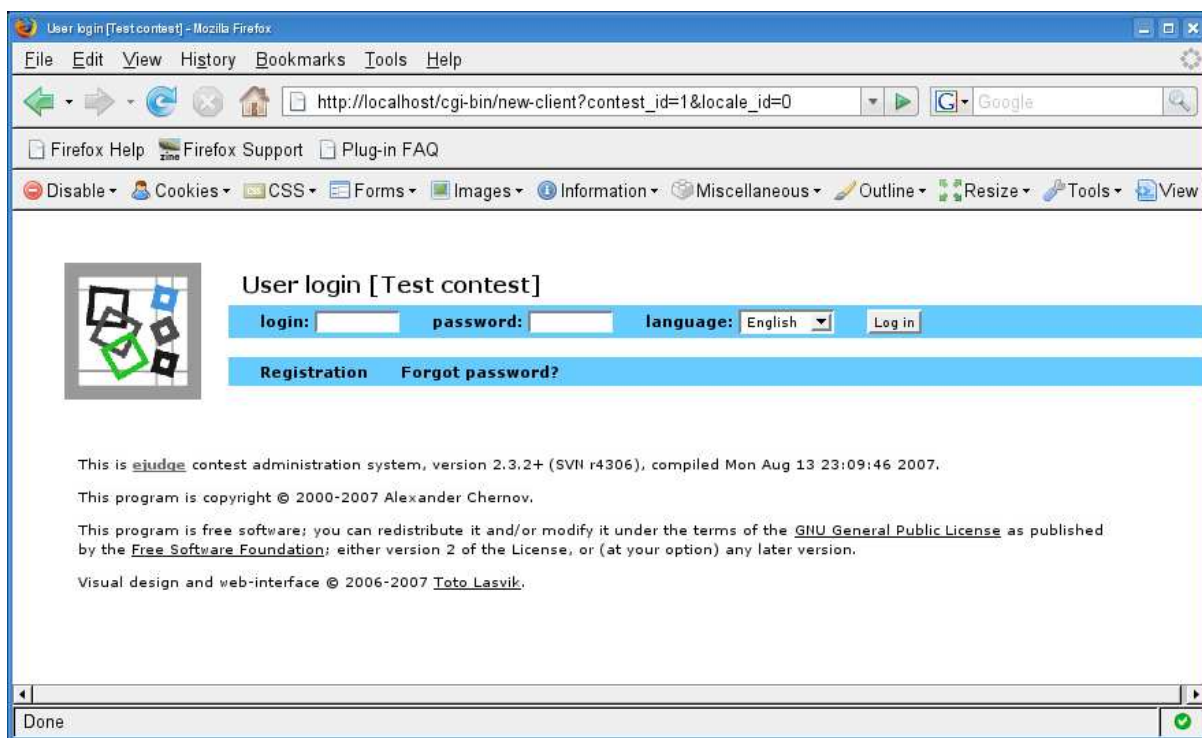 User login [Test contest] - Mozilla Firefox
File Edit View History Bookmarks Tools Help
http://localhost/cgi-bin/new-client?contest_id=1&locale_id=0 G Google
Firefox Help zine Firefox Support Plug-in FAQ
Disable Cookies CSS Forms Images Information Miscellaneous Outline Resize Tools View
User login [Test contest]
login: password: language: English Log in
Registration Forgot password?
This is ejudge contest administration system, version 2.3.2+ (SVN r4306), compiled Mon Aug 13 23:09:46 2007.
This program is copyright © 2000-2007 Alexander Chernov.
This program is free software; you can redistribute it and/or modify it under the terms of the GNU General Public License as published
by the Free Software Foundation; either version 2 of the License, or (at your option) any later version.
Visual design and web-interface © 2006-2007 Toto Lasvik.
Done